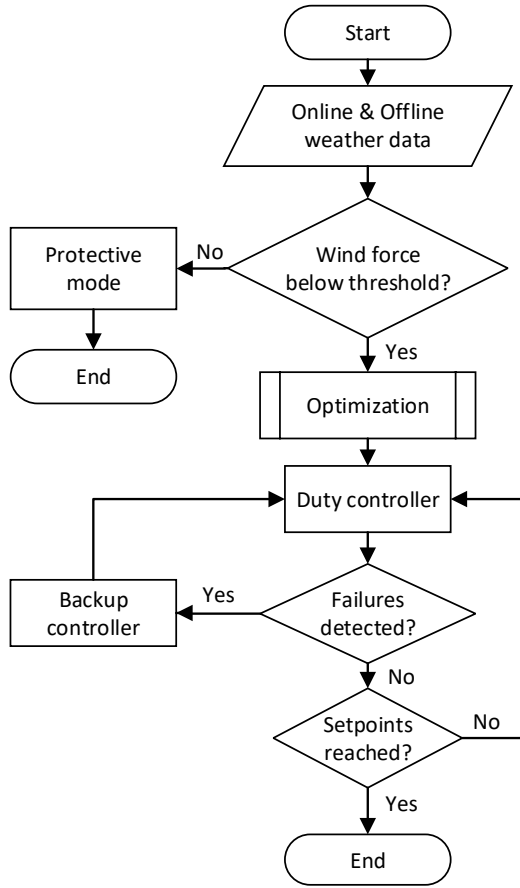 Start
Online & Offline
weather data
Wind force
below threshold?
No
Protective
mode
End
Yes
Optimization
Duty controller
Failures
detected?
Yes
Backup
controller
No
Setpoints
reached?
No
Yes
End